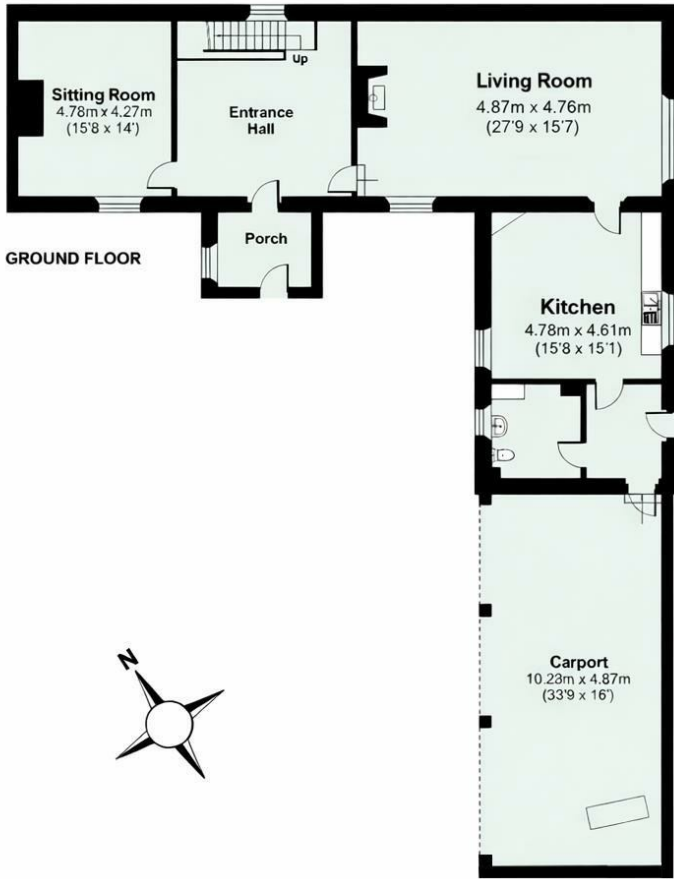 Sitting Room
4.78m x 4.27m
(15'8 x 14')
Up
Entrance
Hall
Living Room
4.87m x 4.76m
(27'9 x 15'7)
Porch
GROUND FLOOR
Kitchen
4.78m x 4.61m
(15'8 x 15'1)
N
Carport
10.23m x 4.87m
(33'9 x 16')